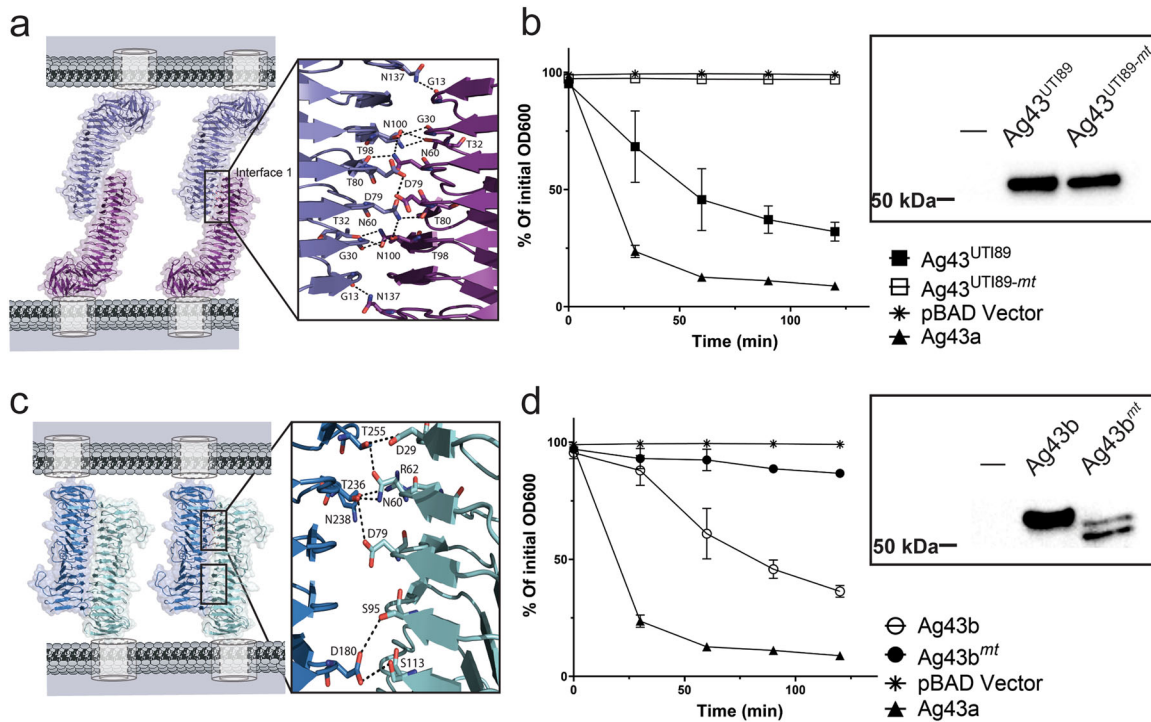 a
Interface 1
N137
G13
N100
G30
T98
N60
T32
T80
D79
D79
T32
N60
T80
G30
N100
T98
G13
N137
b
% Of initial OD600
100
50
0
0
50
100
Time (min)
Ag43UTI89
Ag43UTI89-mt
pBAD Vector
Ag43a
— Ag43UTI89 Ag43UTI89-mt
50 kDa
c
T255
D29
R62
T236
N60
N238
D79
S95
D180
S113
d
% Of initial OD600
100
50
0
0
50
100
Time (min)
Ag43b
Ag43bmt
pBAD Vector
Ag43a
— Ag43b Ag43bmt
50 kDa